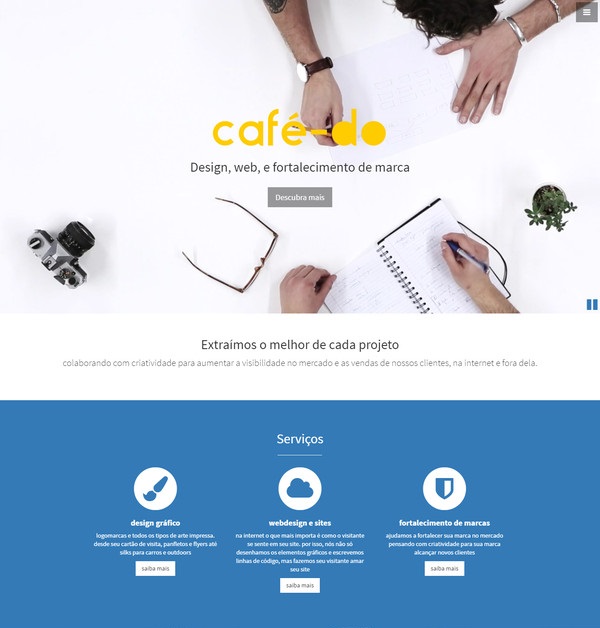 café-do
Design, web, e fortalecimento de marca
Descubra mais
Extraímos o melhor de cada projeto
colaborando com criatividade para aumentar a visibilidade no mercado e as vendas de nossos clientes, na internet e fora dela.
Serviços
design gráfico
logomarcas e todos os tipos de arte impressa.
desde seu cartão de visita, panfletos e flyers até
silks para carros e outdoors
saiba mais
webdesign e sites
na internet o que mais importa é como o visitante
se sente em seu site. por isso, nós não só
desenhamos os elementos gráficos e escrevemos
linhas de código, mas fazemos seu visitante amar
seu site
saiba mais
fortalecimento de marcas
ajudamos a fortalecer sua marca no mercado
pensando com criatividade para sua marca
alcançar novos clientes
saiba mais